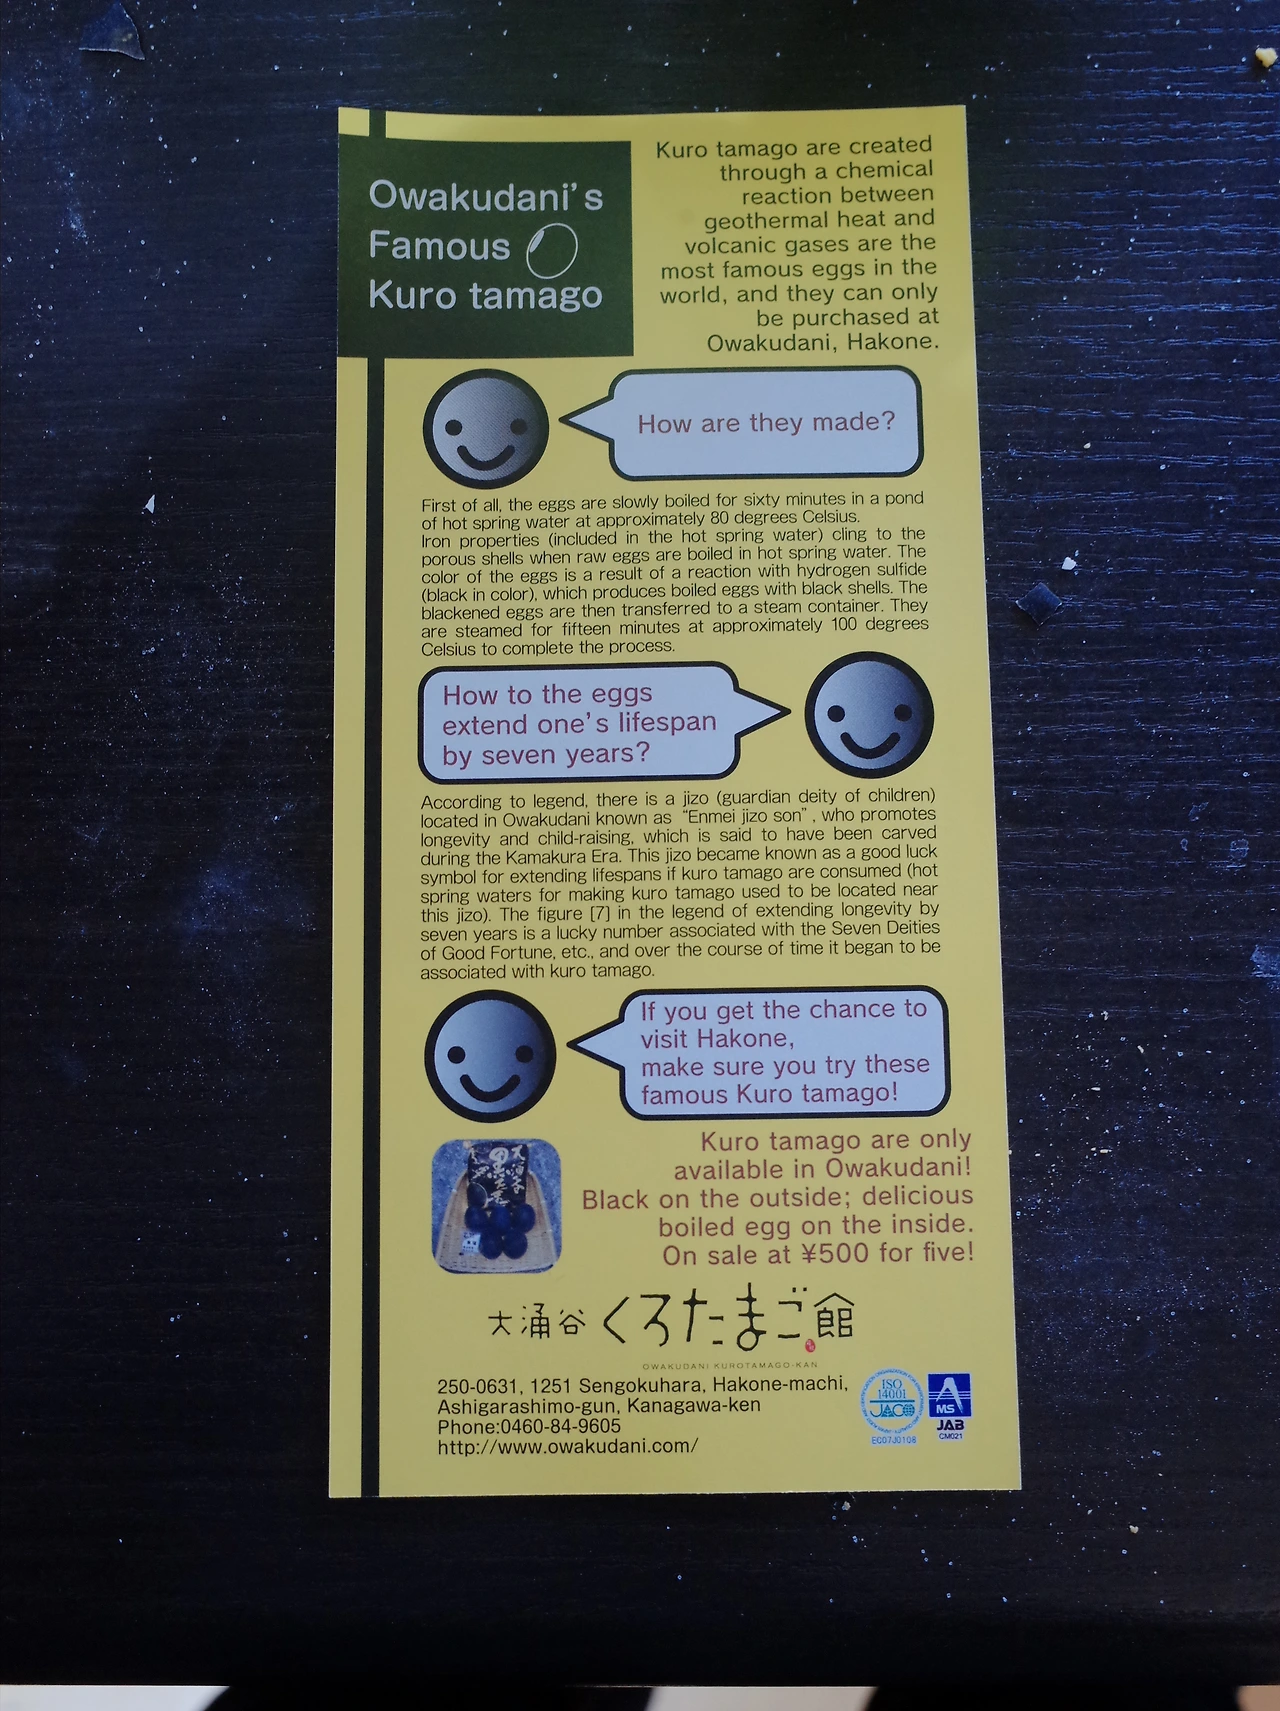 Owakudani's
Famous
Kuro tamago
Kuro tamago are created
through a chemical
reaction between
geothermal heat and
volcanic gases are the
most famous eggs in the
world, and they can only
be purchased at
Owakudani, Hakone.
How are they made?
First of all, the eggs are slowly boiled for sixty minutes in a pond
of hot spring water at approximately 80 degrees Celsius.
Iron properties (included in the hot spring water) cling to the
porous shells when raw eggs are boiled in hot spring water. The
color of the eggs is a result of a reaction with hydrogen sulfide
(black in color), which produces boiled eggs with black shells. The
blackened eggs are then transferred to a steam container. They
are steamed for fifteen minutes at approximately 100 degrees
Celsius to complete the process.
How to the eggs
extend one's lifespan
by seven years?
According to legend, there is a jizo (guardian deity of children)
located in Owakudani known as "Enmei jizo son", who promotes
longevity and child-raising, which is said to have been carved
during the Kamakura Era. This jizo became known as a good luck
symbol for extending lifespans if kuro tamago are consumed (hot
spring waters for making kuro tamago used to be located near
this jizo). The figure [7] in the legend of extending longevity by
seven years is a lucky number associated with the Seven Deities
of Good Fortune, etc., and over the course of time it began to be
associated with kuro tamago.
If you get the chance to
visit Hakone,
make sure you try these
famous Kuro tamago!
Kuro tamago are only
available in Owakudani!
Black on the outside; delicious
boiled egg on the inside.
On sale at ¥500 for five!
大涌谷くろたまご館
OWAKUDANI KUROTAMAGO-KAN
250-0631, 1251 Sengokuhara, Hakone-machi,
Ashigarashimo-gun, Kanagawa-ken
Phone:0460-84-9605
http://www.owakudani.com/
ISO
14001
JACO
EC07J0108
MS
JAB
CM021